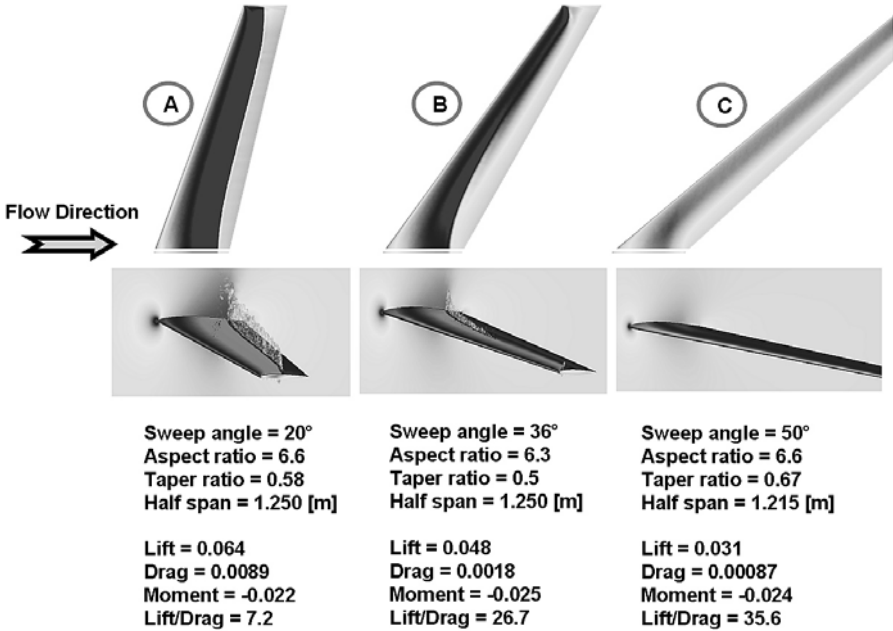 A
B
C
Flow Direction
Sweep angle = 20°
Aspect ratio = 6.6
Taper ratio = 0.58
Half span = 1.250 [m]
Lift = 0.064
Drag = 0.0089
Moment = -0.022
Lift/Drag = 7.2
Sweep angle = 36°
Aspect ratio = 6.3
Taper ratio = 0.5
Half span = 1.250 [m]
Lift = 0.048
Drag = 0.0018
Moment = -0.025
Lift/Drag = 26.7
Sweep angle = 50°
Aspect ratio = 6.6
Taper ratio = 0.67
Half span = 1.215 [m]
Lift = 0.031
Drag = 0.00087
Moment = -0.024
Lift/Drag = 35.6